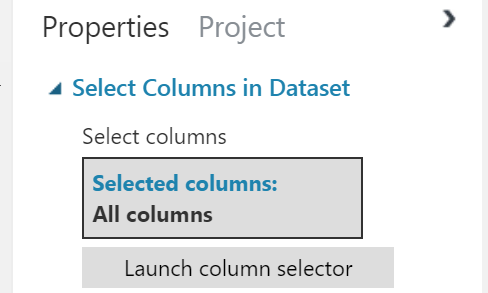 Properties Project
Select Columns in Dataset
Select columns
Selected columns:
All columns
Launch column selector